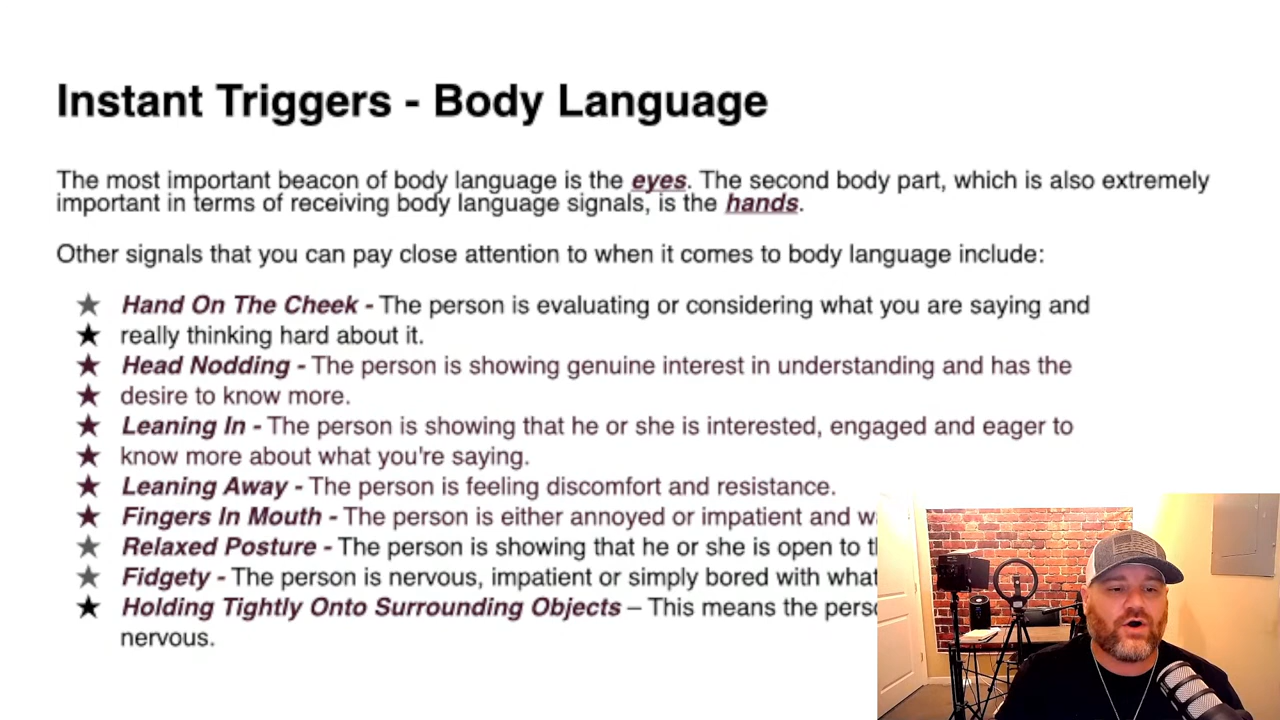 Instant Triggers - Body Language
The most important beacon of body language is the eyes. The second body part, which is also extremely
important in terms of receiving body language signals, is the hands.
Other signals that you can pay close attention to when it comes to body language include:
★ Hand On The Cheek - The person is evaluating or considering what you are saying and
★ really thinking hard about it.
★ Head Nodding - The person is showing genuine interest in understanding and has the
★ desire to know more.
★ Leaning In - The person is showing that he or she is interested, engaged and eager to
★ know more about what you're saying.
★ Leaning Away - The person is feeling discomfort and resistance.
★ Fingers In Mouth - The person is either annoyed or impatient and
★ Relaxed Posture - The person is showing that he or she is open to
★ Fidgety - The person is nervous, impatient or simply bored with what
★ Holding Tightly Onto Surrounding Objects – This means the
nervous.